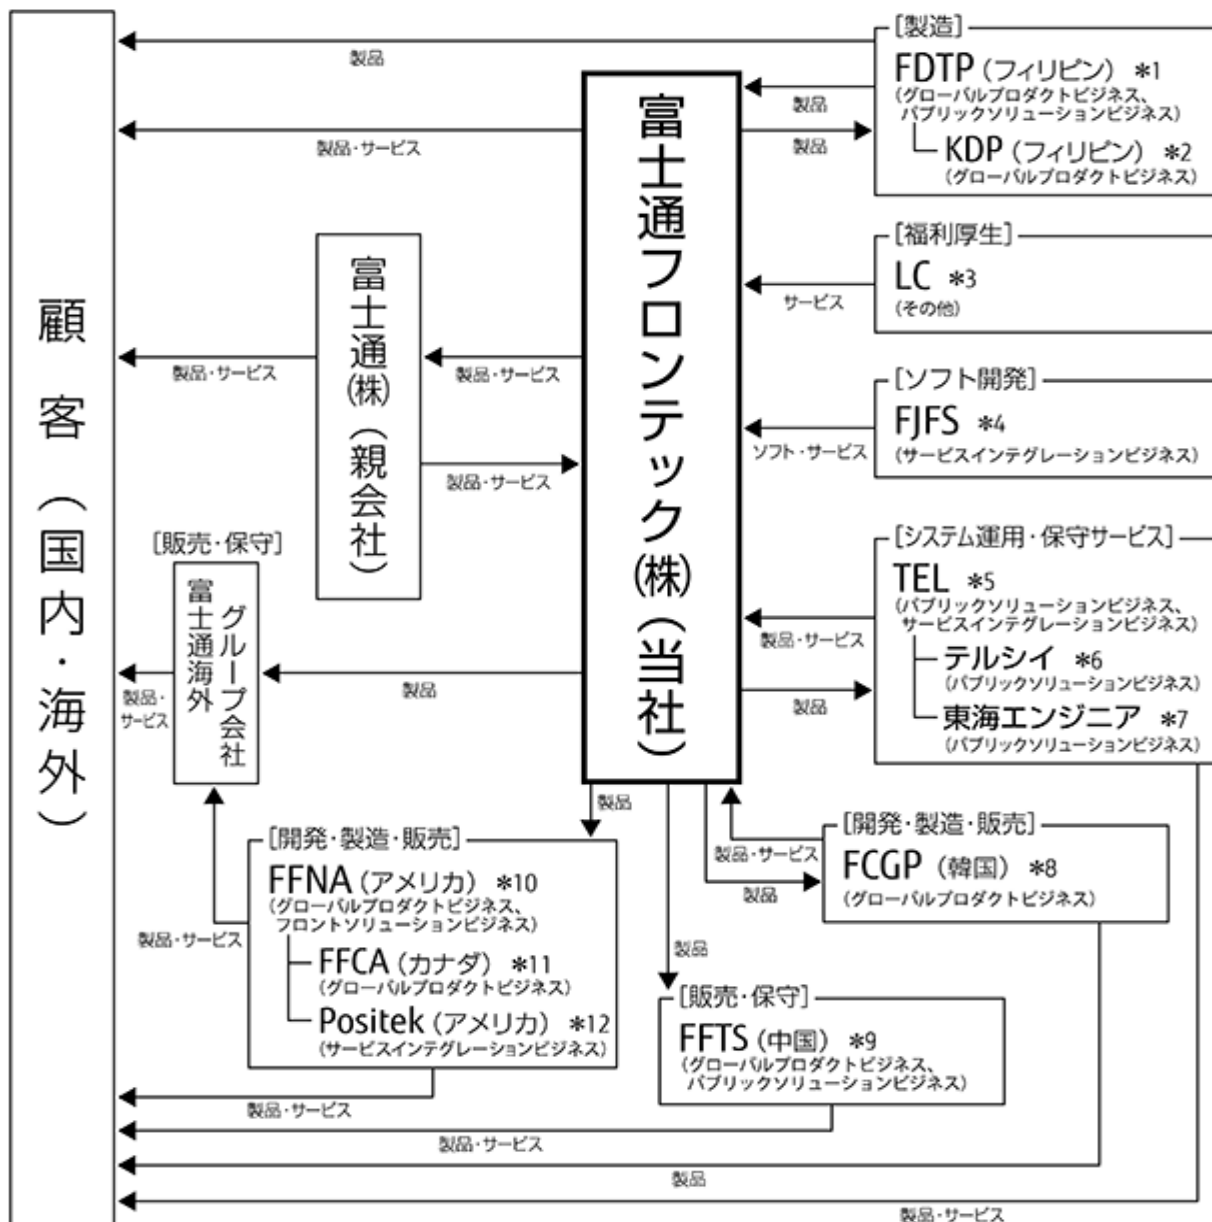 顧客（国内・海外）
富士通(株)（親会社）
富士通フロンテック(株)（当社）
[販売・保守]
富士通海外
グループ会社
[製造]
FDTP（フィリピン）*1
（グローバルプロダクトビジネス、
パブリックソリューションビジネス）
KDP（フィリピン）*2
（グローバルプロダクトビジネス）
[福利厚生]
LC *3
（その他）
[ソフト開発]
FJFS *4
（サービスインテグレーションビジネス）
[システム運用・保守サービス]
TEL *5
（パブリックソリューションビジネス、
サービスインテグレーションビジネス）
テルシイ *6
（パブリックソリューションビジネス）
東海エンジニア *7
（パブリックソリューションビジネス）
[開発・製造・販売]
FCGP（韓国）*8
（グローバルプロダクトビジネス）
[販売・保守]
FFTS（中国）*9
（グローバルプロダクトビジネス、
パブリックソリューションビジネス）
[開発・製造・販売]
FFNA（アメリカ）*10
（グローバルプロダクトビジネス、
フロントソリューションビジネス）
FFCA（カナダ）*11
（グローバルプロダクトビジネス）
Positek（アメリカ）*12
（サービスインテグレーションビジネス）
製品
製品
製品・サービス
製品
サービス
製品・サービス
製品・サービス
ソフト・サービス
製品・サービス
製品・サービス
製品・
サービス
製品
製品
製品
製品・サービス
製品
製品・サービス
製品
製品・サービス
製品・サービス
製品
製品・サービス